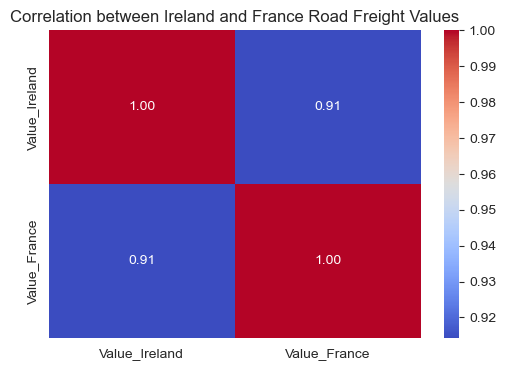 Correlation between Ireland and France Road Freight Values
Value_Ireland
Value_France
1.00
0.91
0.91
1.00
Value_Ireland
Value_France
1.00
0.99
0.98
0.97
0.96
0.95
0.94
0.93
0.92